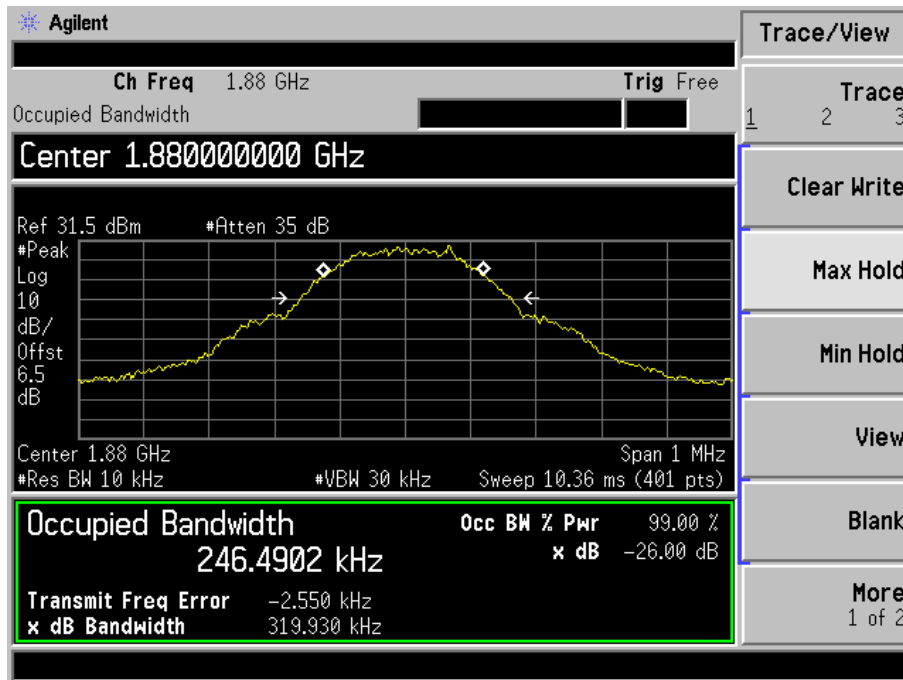 Agilent
Trace/View
Ch Freq 1.88 GHz Trig Free
Occupied Bandwidth
Center 1.880000000 GHz
Ref 31.5 dBm #Atten 35 dB
#Peak
Log
10
dB/
Offst
6.5
dB
Center 1.88 GHz Span 1 MHz
#Res BW 10 kHz #VBW 30 kHz Sweep 10.36 ms (401 pts)
Occupied Bandwidth
246.4902 kHz
Occ BW % Pwr 99.00 %
x dB -26.00 dB
Transmit Freq Error -2.550 kHz
x dB Bandwidth 319.930 kHz
Trace
1 2 3
Clear Write
Max Hold
Min Hold
View
Blank
More
1 of 2